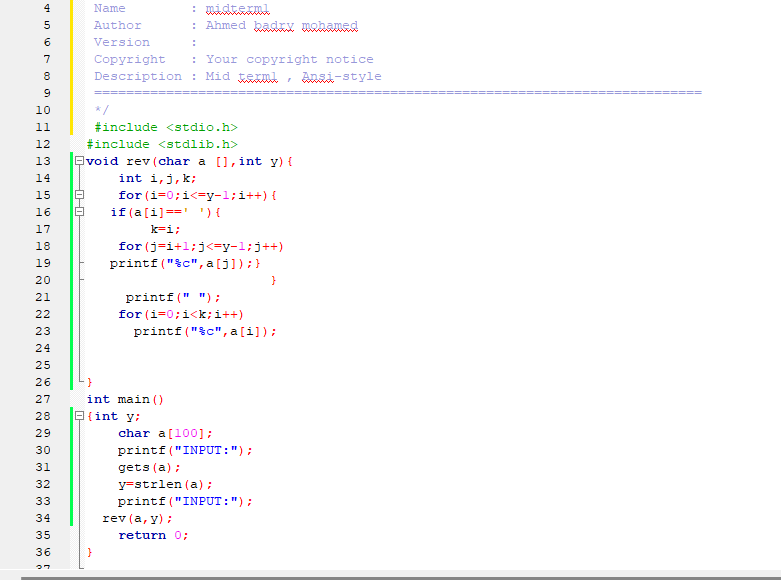 4 Name : midterm1
5 Author : Ahmed badry mohamed
6 Version :
7 Copyright : Your copyright notice
8 Description : Mid term1 , Ansi-style
9 ============================================================================
10 */
11 #include <stdio.h>
12 #include <stdlib.h>
13 void rev(char a [],int y){
14 int i,j,k;
15 for(i=0;i<=y-1;i++){
16 if(a[i]==' '){
17 k=i;
18 for(j=i+1;j<=y-1;j++)
19 printf("%c",a[j]);}
20 }
21 printf(" ");
22 for(i=0;i<k;i++)
23 printf("%c",a[i]);
24
25
26 }
27 int main()
28 {int y;
29 char a[100];
30 printf("INPUT:");
31 gets(a);
32 y=strlen(a);
33 printf("INPUT:");
34 rev(a,y);
35 return 0;
36 }
37